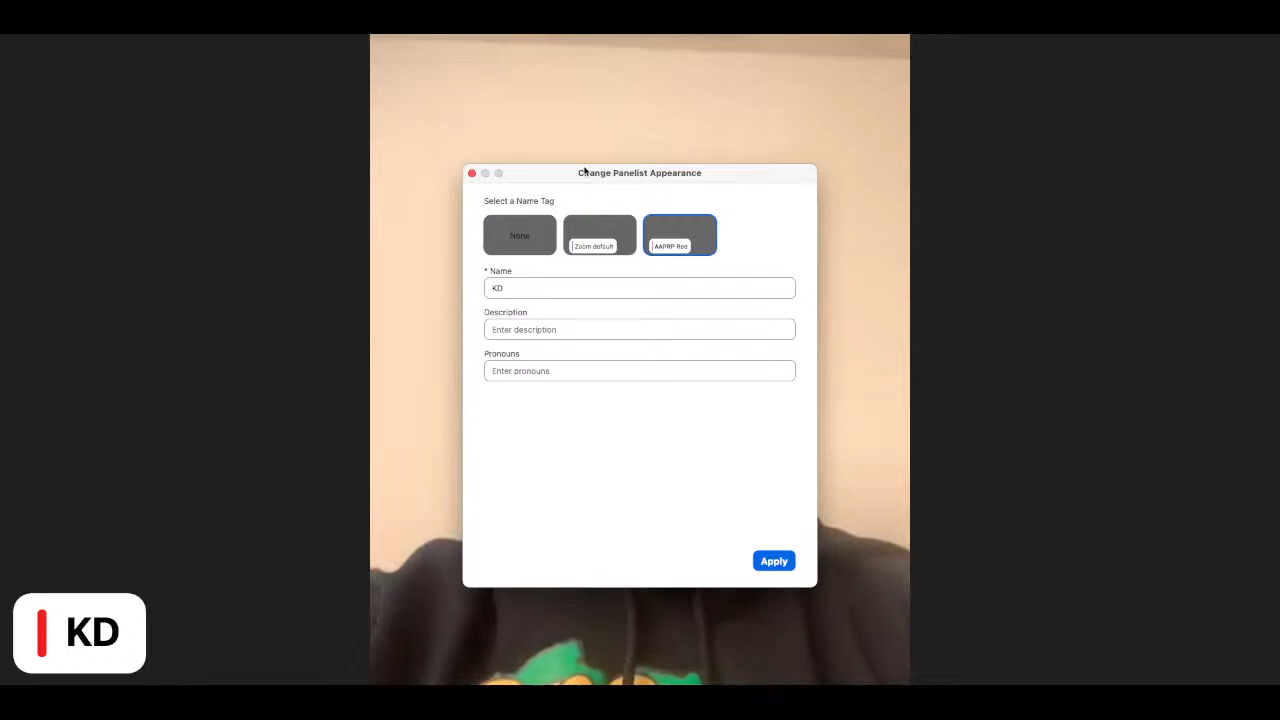 Change Panelist Appearance
Select a Name Tag
None
Zoom default
AAPRP Red
* Name
KD
Description
Enter description
Pronouns
Enter pronouns
Apply
KD